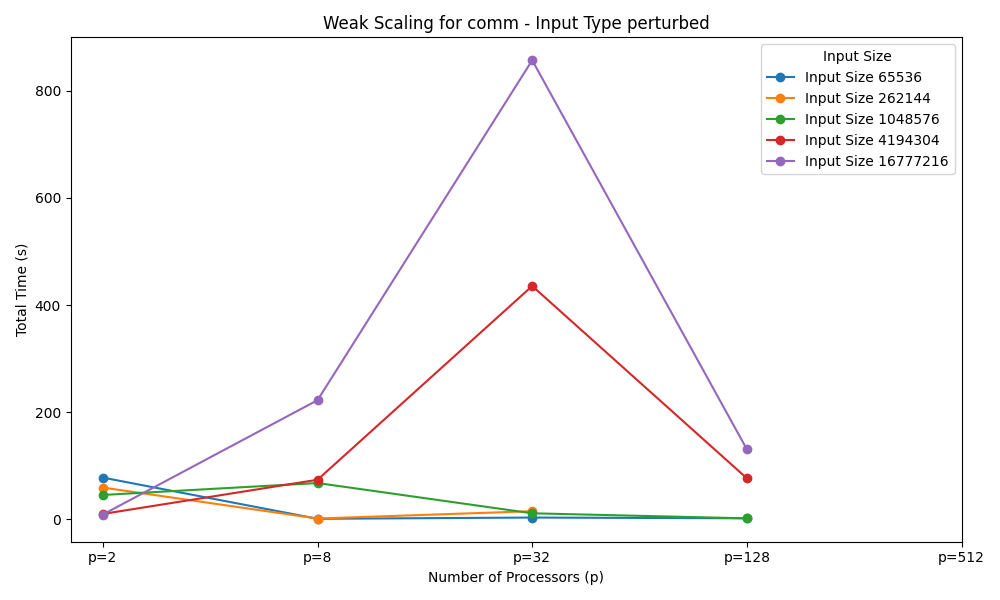 Weak Scaling for comm - Input Type perturbed
Input Size
Input Size 65536
Input Size 262144
Input Size 1048576
Input Size 4194304
Input Size 16777216
Total Time (s)
800
600
400
200
0
p=2
p=8
p=32
p=128
p=512
Number of Processors (p)